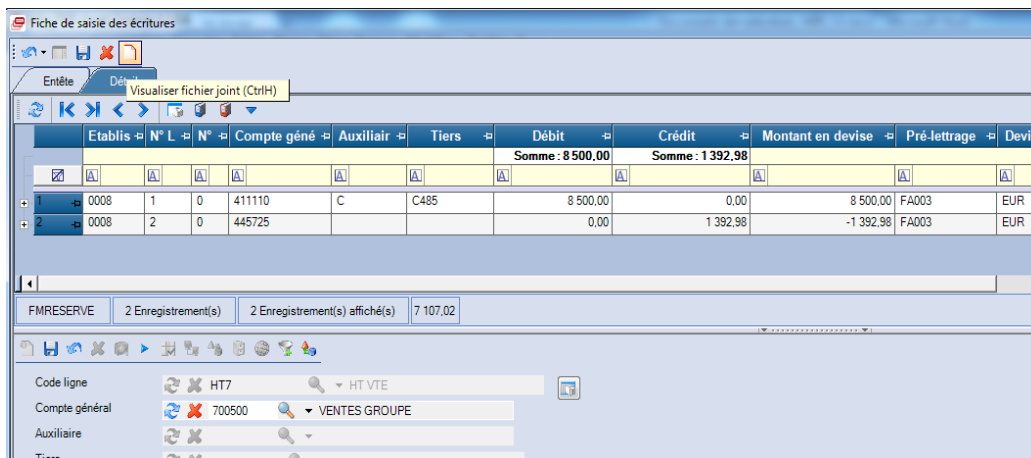 Fiche de saisie des écritures
Entête Dét
Visualiser fichier joint (CtrlH)
Etablis N° L N° Compte géné Auxiliair Tiers Débit Crédit Montant en devise Pré-lettrage Devi
Somme : 8 500,00 Somme : 1 392,98
1 0008 1 0 411110 C C485 8 500,00 0,00 8 500,00 FA003 EUR
2 0008 2 0 445725 0,00 1 392,98 -1 392,98 FA003 EUR
FMRESERVE 2 Enregistrement(s) 2 Enregistrement(s) affiché(s) 7 107,02
Code ligne HT7 HT VTE
Compte général 700500 VENTES GROUPE
Auxiliaire
Tiers